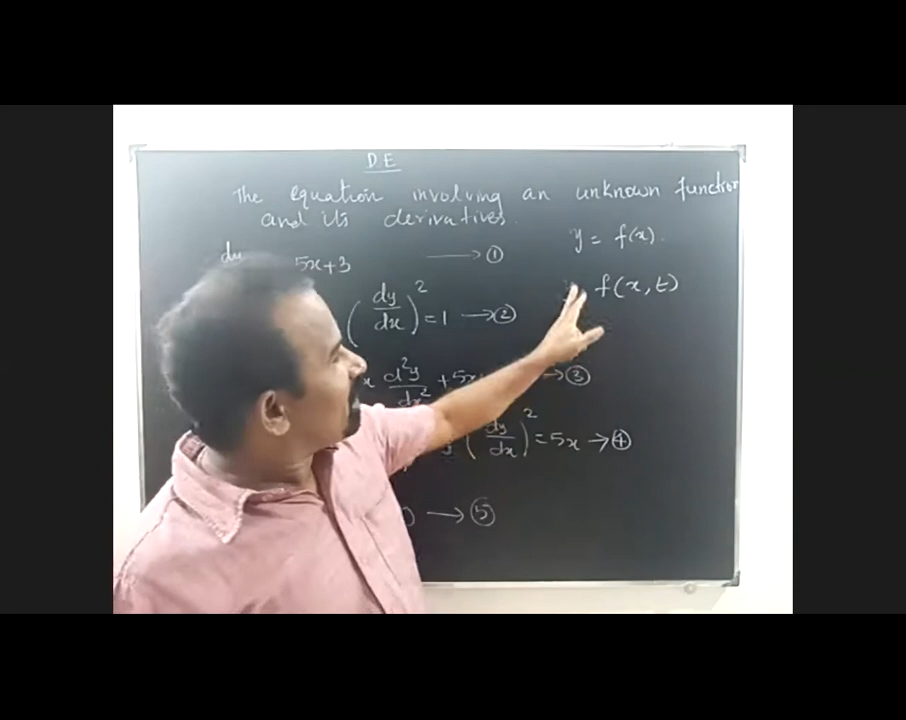 D.E
The equation involving an unknown function
and its derivatives.
y = f(x).
dy 5x+3 → ①
f(x,t)
(dy/dx)² = 1 → ②
x d²y/dx² + 5x → ③
y (dy/dx)² = 5x → ④
→ ⑤